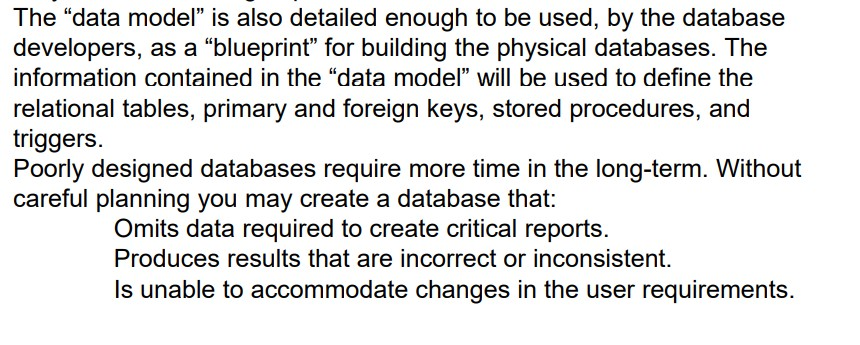 The “data model” is also detailed enough to be used, by the database
developers, as a “blueprint” for building the physical databases. The
information contained in the “data model” will be used to define the
relational tables, primary and foreign keys, stored procedures, and
triggers.
Poorly designed databases require more time in the long-term. Without
careful planning you may create a database that:
Omits data required to create critical reports.
Produces results that are incorrect or inconsistent.
Is unable to accommodate changes in the user requirements.